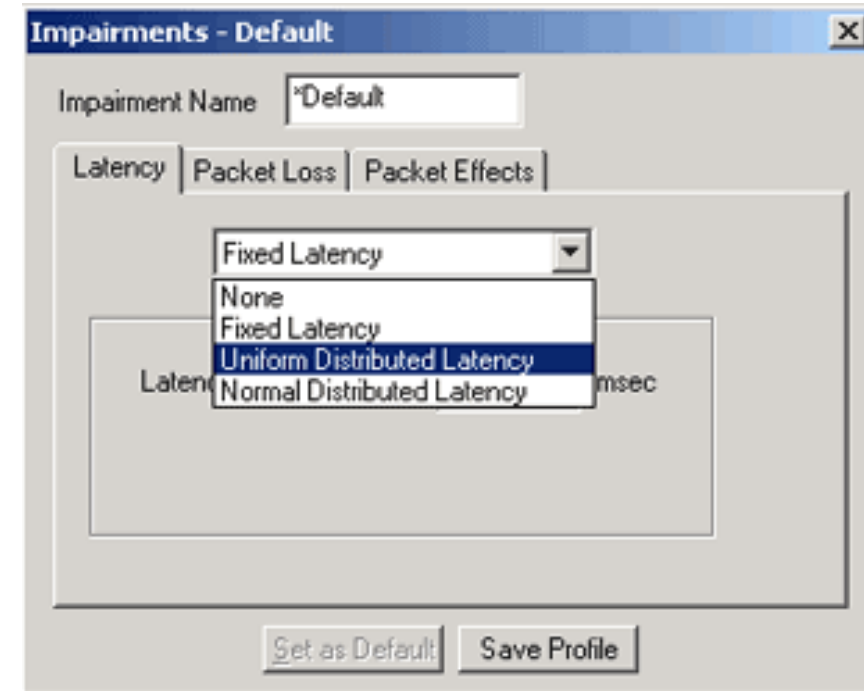 Impairments - Default
Impairment Name *Default
Latency Packet Loss Packet Effects
Fixed Latency
None
Fixed Latency
Uniform Distributed Latency
Normal Distributed Latency
msec
Set as Default Save Profile